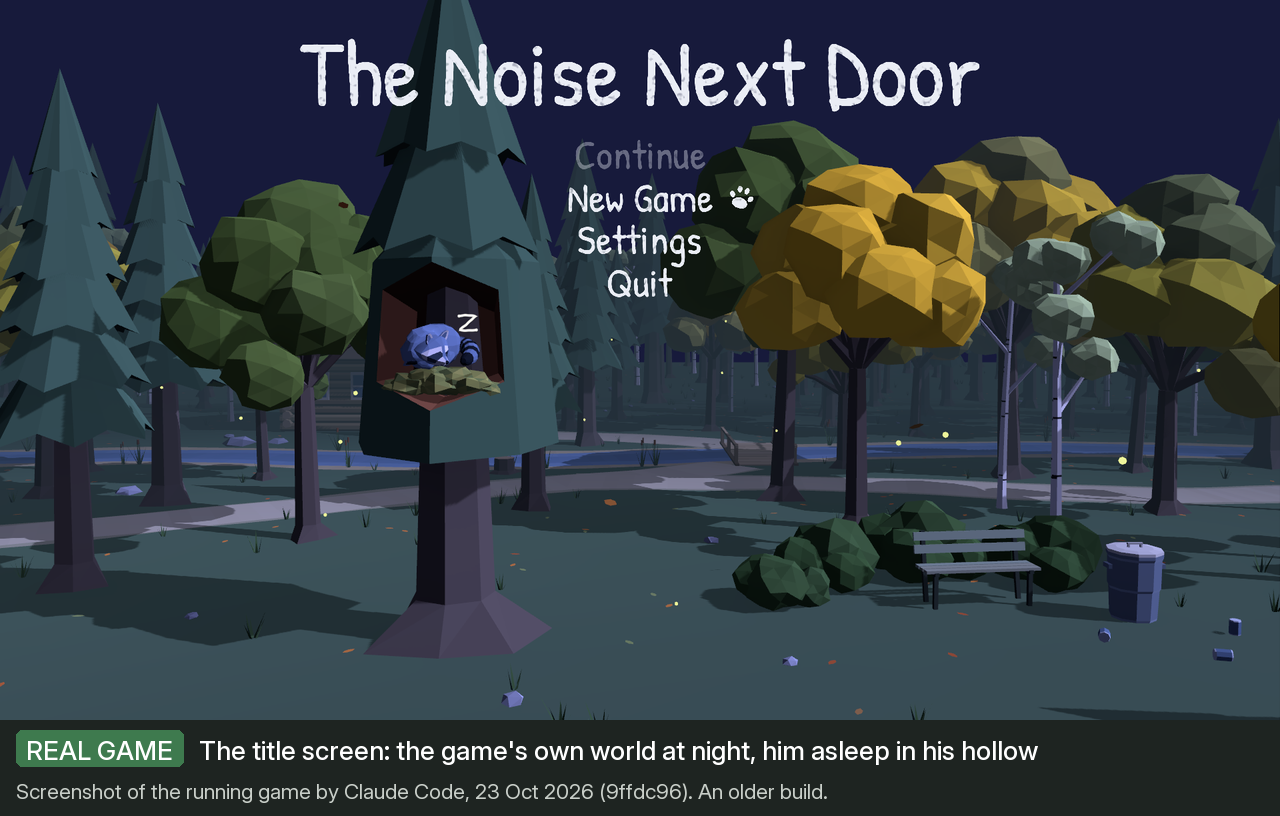 The Noise Next Door
Continue
New Game
Settings
Quit
Z
REAL GAME The title screen: the game's own world at night, him asleep in his hollow
Screenshot of the running game by Claude Code, 23 Oct 2026 (9ffdc96). An older build.